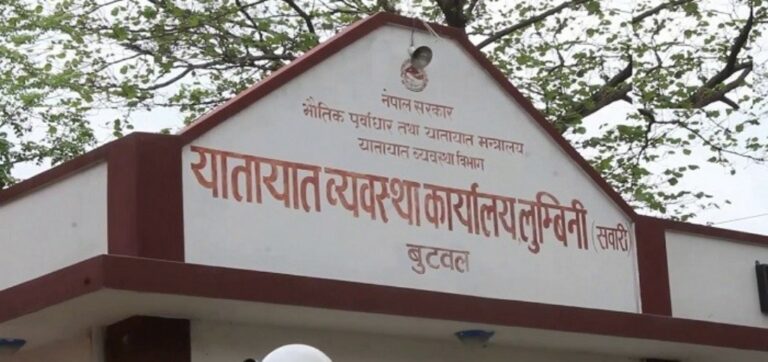 नेपाल सरकार
भौतिक पूर्वाधार तथा यातायात मन्त्रालय
यातायात व्यवस्था विभाग
यातायात व्यवस्था कार्यालय,लुम्बिनी (सवारी)
बुटवल